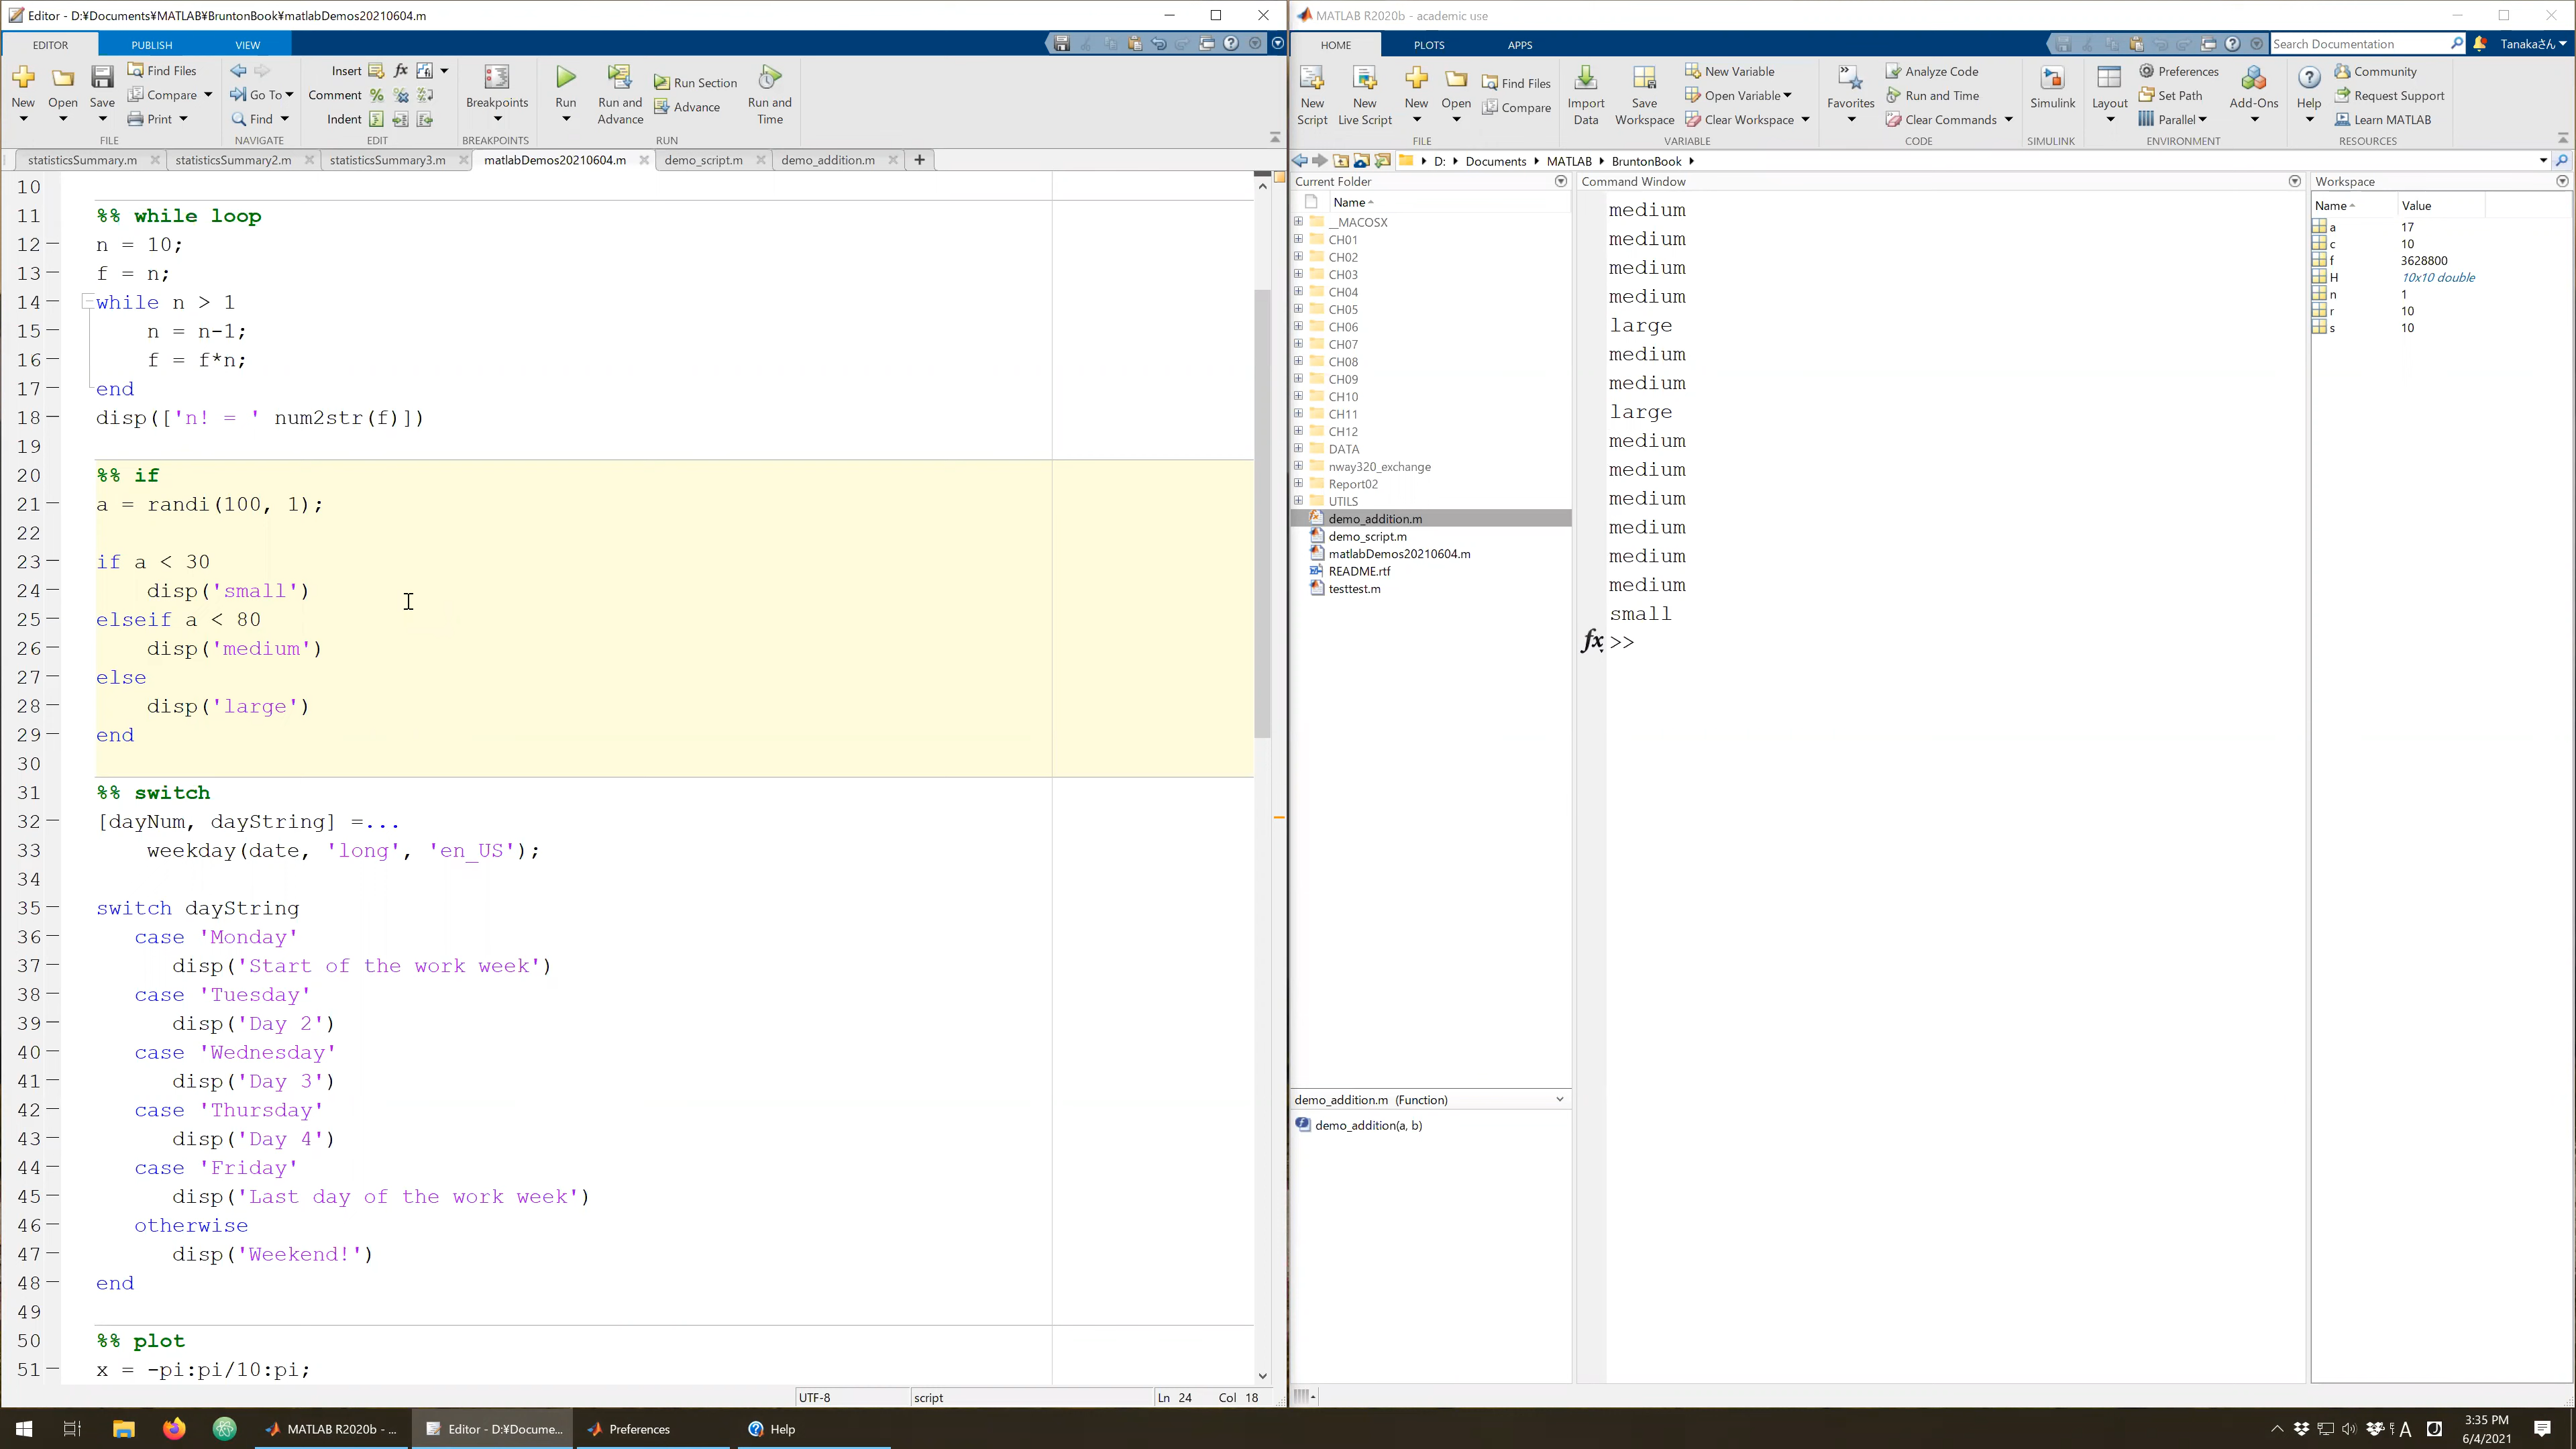 Editor - D:¥Documents¥MATLAB¥BruntonBook¥matlabDemos20210604.m
EDITOR PUBLISH VIEW
New Open Save Find Files Compare Print
FILE
Go To Find
NAVIGATE
Insert fx
Comment
Indent
EDIT
Breakpoints
BREAKPOINTS
Run Run and Advance Run Section Advance Run and Time
RUN
statisticsSummary.m statisticsSummary2.m statisticsSummary3.m matlabDemos20210604.m demo_script.m demo_addition.m
10
11 %% while loop
12 n = 10;
13 f = n;
14 while n > 1
15 n = n-1;
16 f = f*n;
17 end
18 disp(['n! = ' num2str(f)])
19
20 %% if
21 a = randi(100, 1);
22
23 if a < 30
24 disp('small')
25 elseif a < 80
26 disp('medium')
27 else
28 disp('large')
29 end
30
31 %% switch
32 [dayNum, dayString] =...
33 weekday(date, 'long', 'en_US');
34
35 switch dayString
36 case 'Monday'
37 disp('Start of the work week')
38 case 'Tuesday'
39 disp('Day 2')
40 case 'Wednesday'
41 disp('Day 3')
42 case 'Thursday'
43 disp('Day 4')
44 case 'Friday'
45 disp('Last day of the work week')
46 otherwise
47 disp('Weekend!')
48 end
49
50 %% plot
51 x = -pi:pi/10:pi;
UTF-8 script Ln 24 Col 18
MATLAB R2020b - academic use
HOME PLOTS APPS
Search Documentation Tanakaさん
New Script New Live Script New Open Find Files Compare
FILE
Import Data Save Workspace New Variable Open Variable Clear Workspace
VARIABLE
Favorites Analyze Code Run and Time Clear Commands
CODE
Simulink
SIMULINK
Layout Preferences Set Path Parallel Add-Ons
ENVIRONMENT
Help Community Request Support Learn MATLAB
RESOURCES
D: Documents MATLAB BruntonBook
Current Folder
Name
__MACOSX
CH01
CH02
CH03
CH04
CH05
CH06
CH07
CH08
CH09
CH10
CH11
CH12
DATA
nway320_exchange
Report02
UTILS
demo_addition.m
demo_script.m
matlabDemos20210604.m
README.rtf
testtest.m
demo_addition.m (Function)
demo_addition(a, b)
Command Window
medium
medium
medium
medium
large
medium
medium
large
medium
medium
medium
medium
medium
medium
small
fx >>
Workspace
Name Value
a 17
c 10
f 3628800
H 10x10 double
n 1
r 10
s 10
MATLAB R2020b - ... Editor - D:¥Docume... Preferences Help
A
3:35 PM
6/4/2021